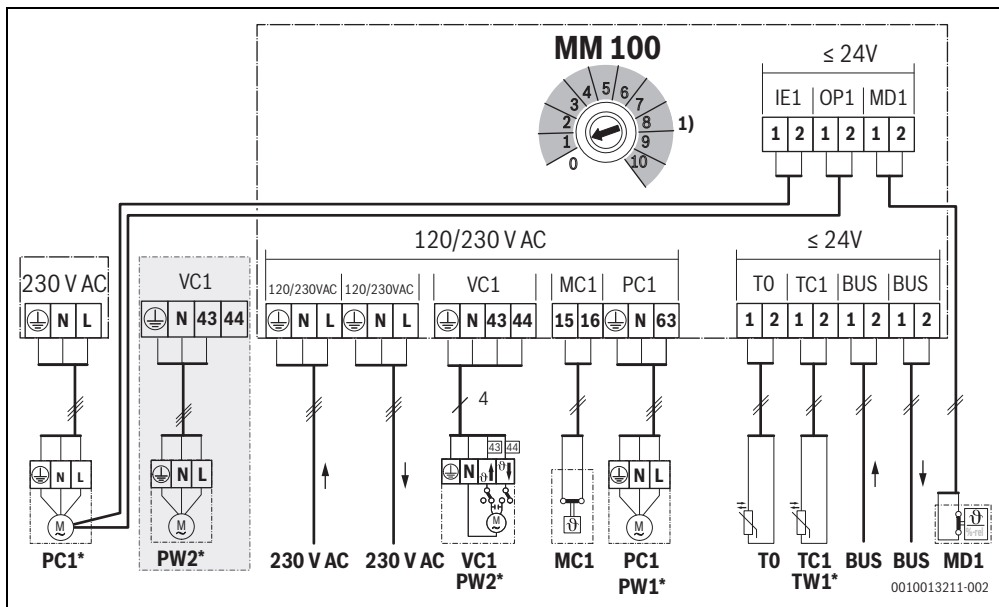 MM 100
≤ 24V
IE1 OP1 MD1
1 2 1 2 1 2
0 1 2 3 4 5 6 7 8 9 10
1)
120/230 V AC
≤ 24V
230 V AC
VC1
120/230VAC 120/230VAC VC1 MC1 PC1
T0 TC1 BUS BUS
N L
N 43 44
N L N L N 43 44 15 16 N 63
1 2 1 2 1 2 1 2
4
43 44
N L
N L
N ϑ ϑ
N L
M ~
M ~
M ~
ϑ
M ~
ϑ
%-rel
PC1*
PW2*
230 V AC
230 V AC
VC1
PW2*
MC1
PC1
PW1*
T0
TC1
TW1*
BUS
BUS
MD1
0010013211-002